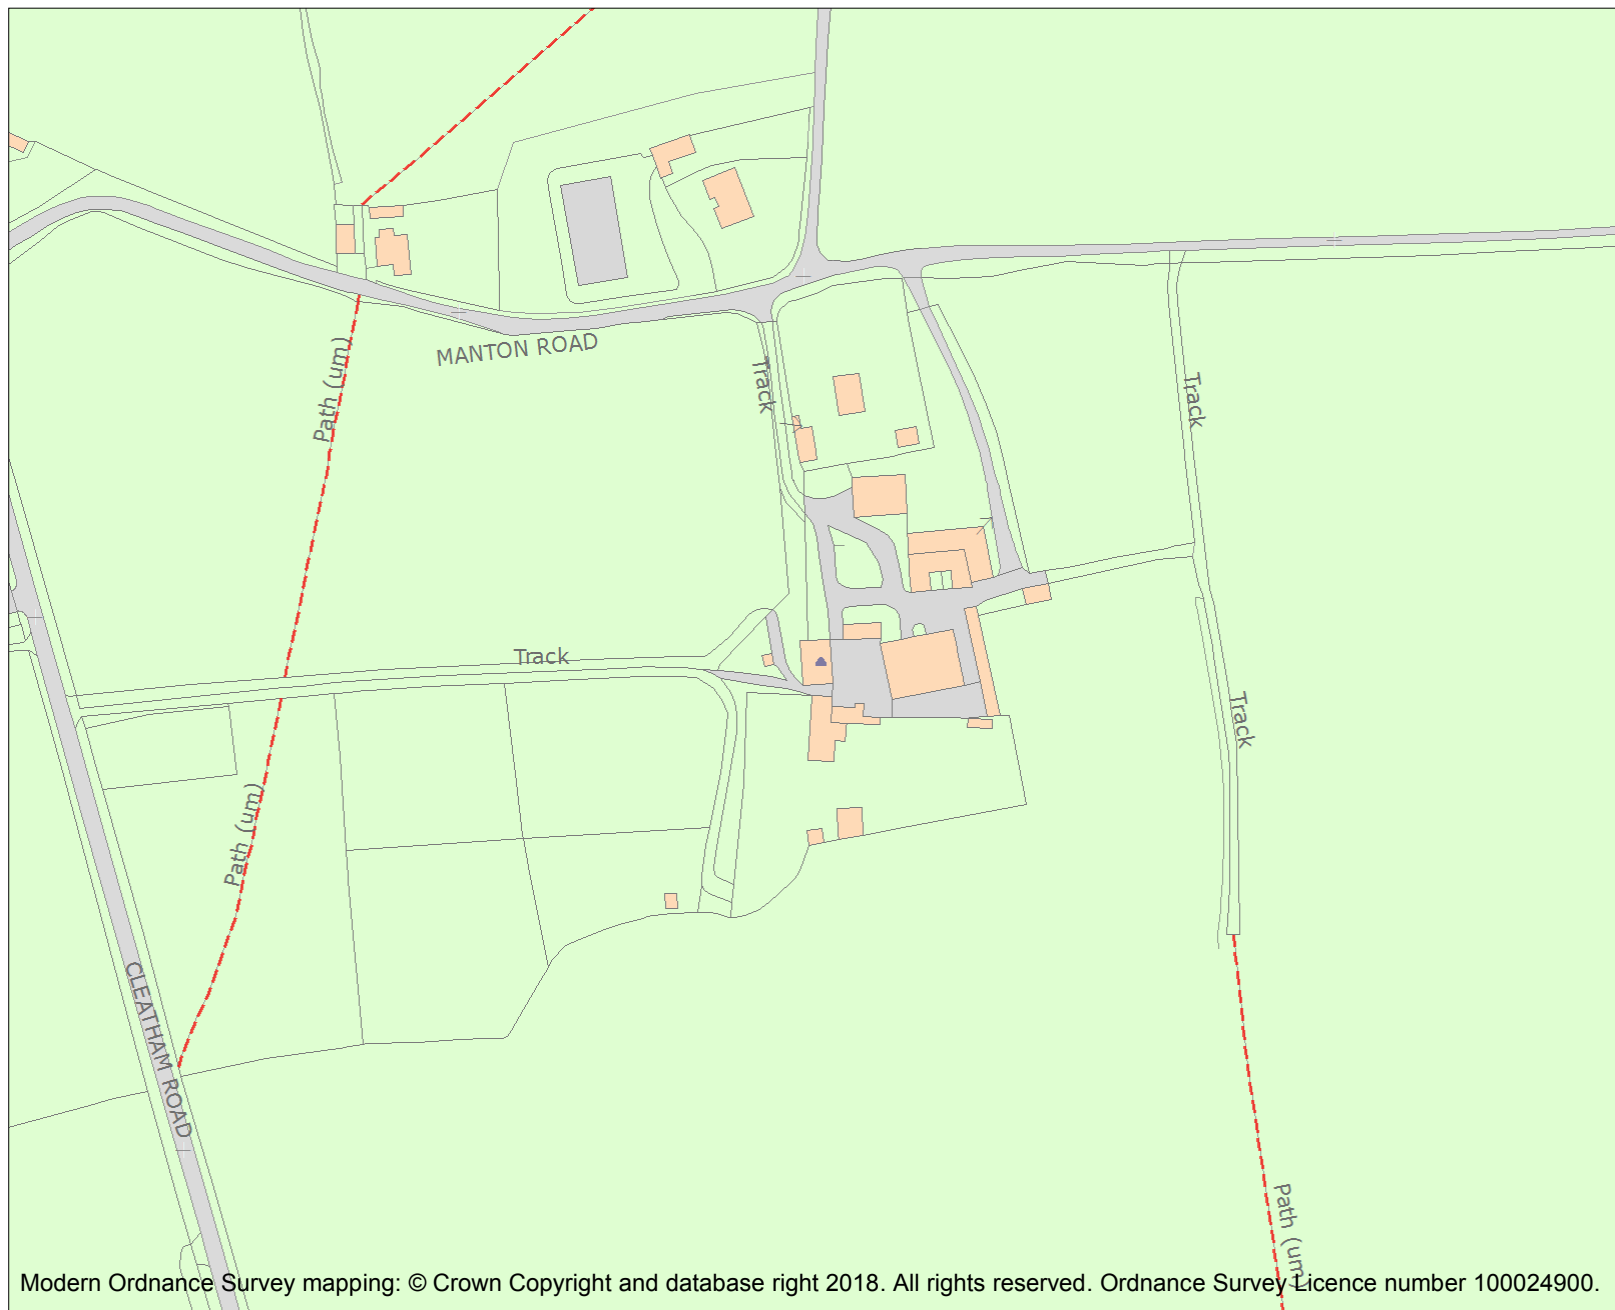 MANTON ROAD
Path (um)
Track
Track
Track
Track
Path (um)
CLEATHAM ROAD
Path (um)
Modern Ordnance Survey mapping: © Crown Copyright and database right 2018. All rights reserved. Ordnance Survey Licence number 100024900.